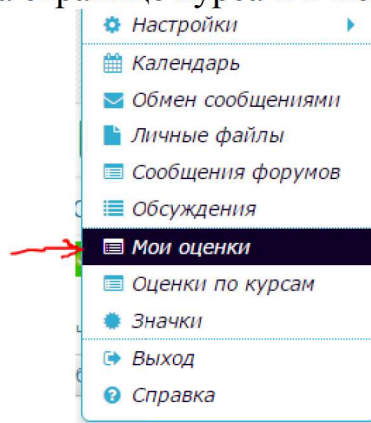 Настройки
Календарь
Обмен сообщениями
Личные файлы
Сообщения форумов
Обсуждения
Мои оценки
Оценки по курсам
Значки
Выход
Справка